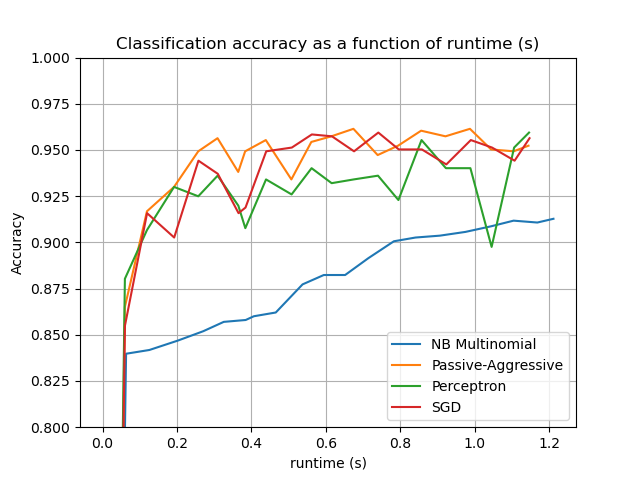 Classification accuracy as a function of runtime (s)
1.000
0.975
0.950
0.925
0.900
0.875
0.850
0.825
0.800
Accuracy
NB Multinomial
Passive-Aggressive
Perceptron
SGD
0.0 0.2 0.4 0.6 0.8 1.0 1.2
runtime (s)